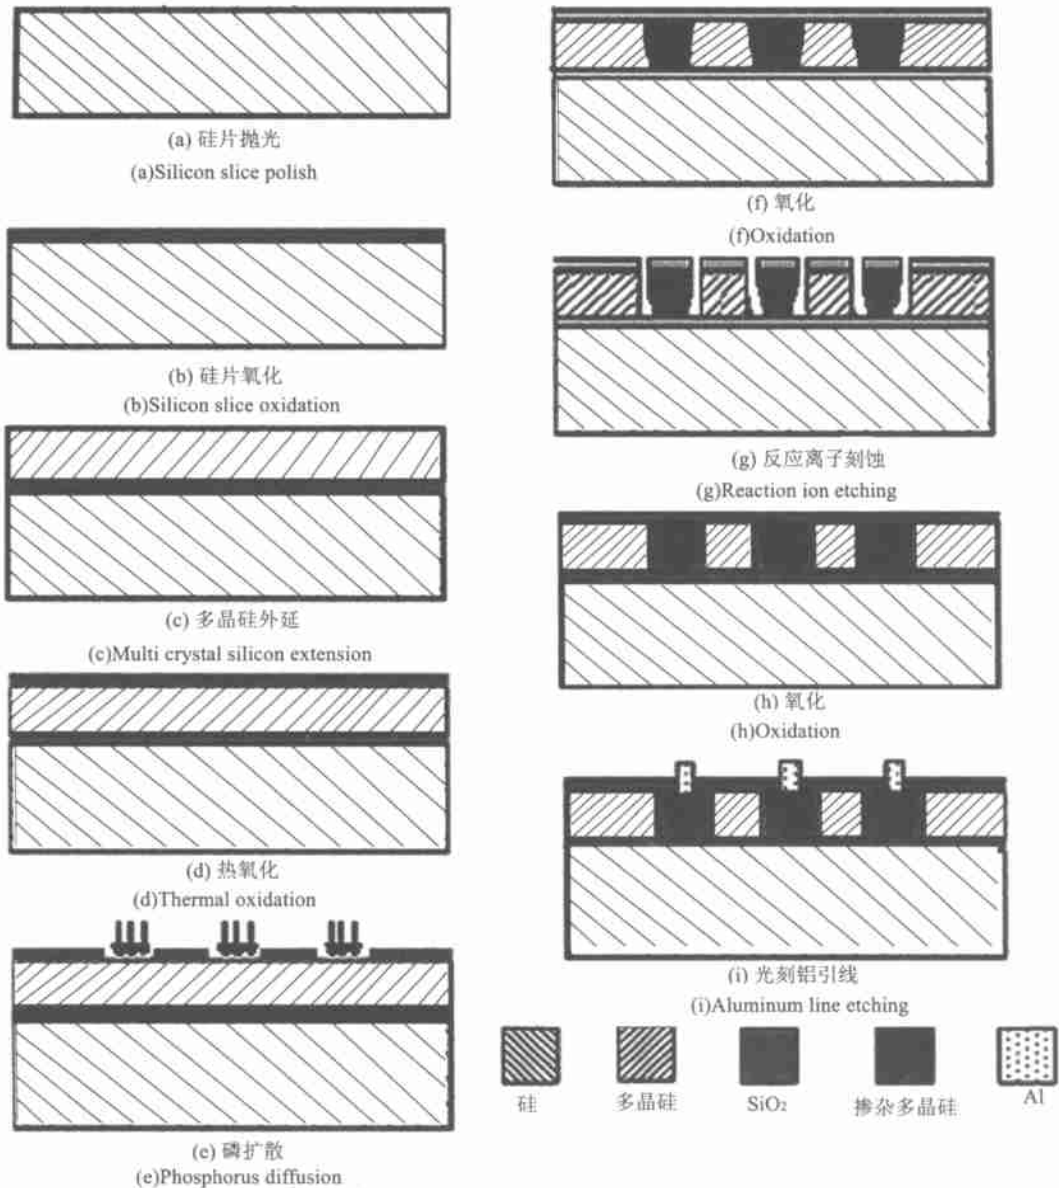 (a) 硅片抛光
(a)Silicon slice polish
(b) 硅片氧化
(b)Silicon slice oxidation
(c) 多晶硅外延
(c)Multi crystal silicon extension
(d) 热氧化
(d)Thermal oxidation
(e) 磷扩散
(e)Phosphorus diffusion
(f) 氧化
(f)Oxidation
(g) 反应离子刻蚀
(g)Reaction ion etching
(h) 氧化
(h)Oxidation
(i) 光刻铝引线
(i)Aluminum line etching
硅
多晶硅
SiO₂
掺杂多晶硅
Al